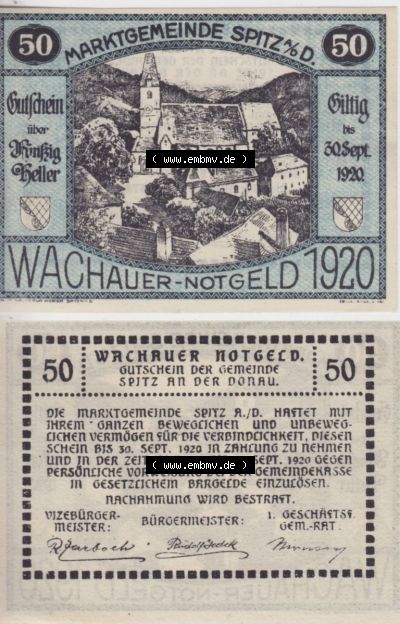 50
MARKTGEMEINDE SPITZ A/D.
50
Gutschein
über
Fünfzig
Heller
Giltig
bis
30. Sept.
1920.
( www.embmv.de )
WACHAUER-NOTGELD 1920
50
WACHAUER NOTGELD.
GUTSCHEIN DER GEMEINDE
SPITZ AN DER DONAU.
50
DIE MARKTGEMEINDE SPITZ A./D. HAFTET MIT
IHREM GANZEN BEWEGLICHEN UND UNBEWEG-
LICHEN VERMÖGEN FÜR DIE VERBINDLICHKEIT, DIESEN
SCHEIN BIS 30. SEPT. 1920 IN ZAHLUNG ZU NEHMEN
UND IN DER ZEIT SEPT. 1920 GEGEN
( www.embmv.de )
PERSÖNLICHE DER GEMEINDEKASSE
IN GESETZLICHEM BARGELDE EINZULÖSEN.
NACHAHMUNG WIRD BESTRAFT.
VIZEBÜRGER-
MEISTER:
BÜRGERMEISTER:
1. GESCHÄFTSF.
GEM.-RAT.